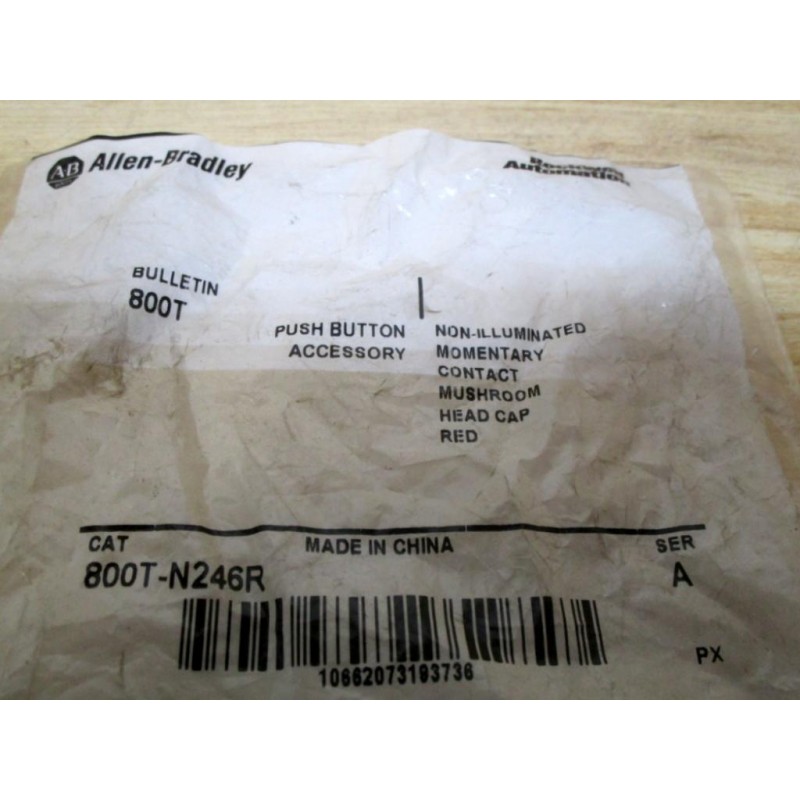 AB Allen-Bradley
Rockwell Automation
BULLETIN
800T
PUSH BUTTON
ACCESSORY
NON-ILLUMINATED
MOMENTARY
CONTACT
MUSHROOM
HEAD CAP
RED
CAT
MADE IN CHINA
SER
800T-N246R
A
10662073193736
PX